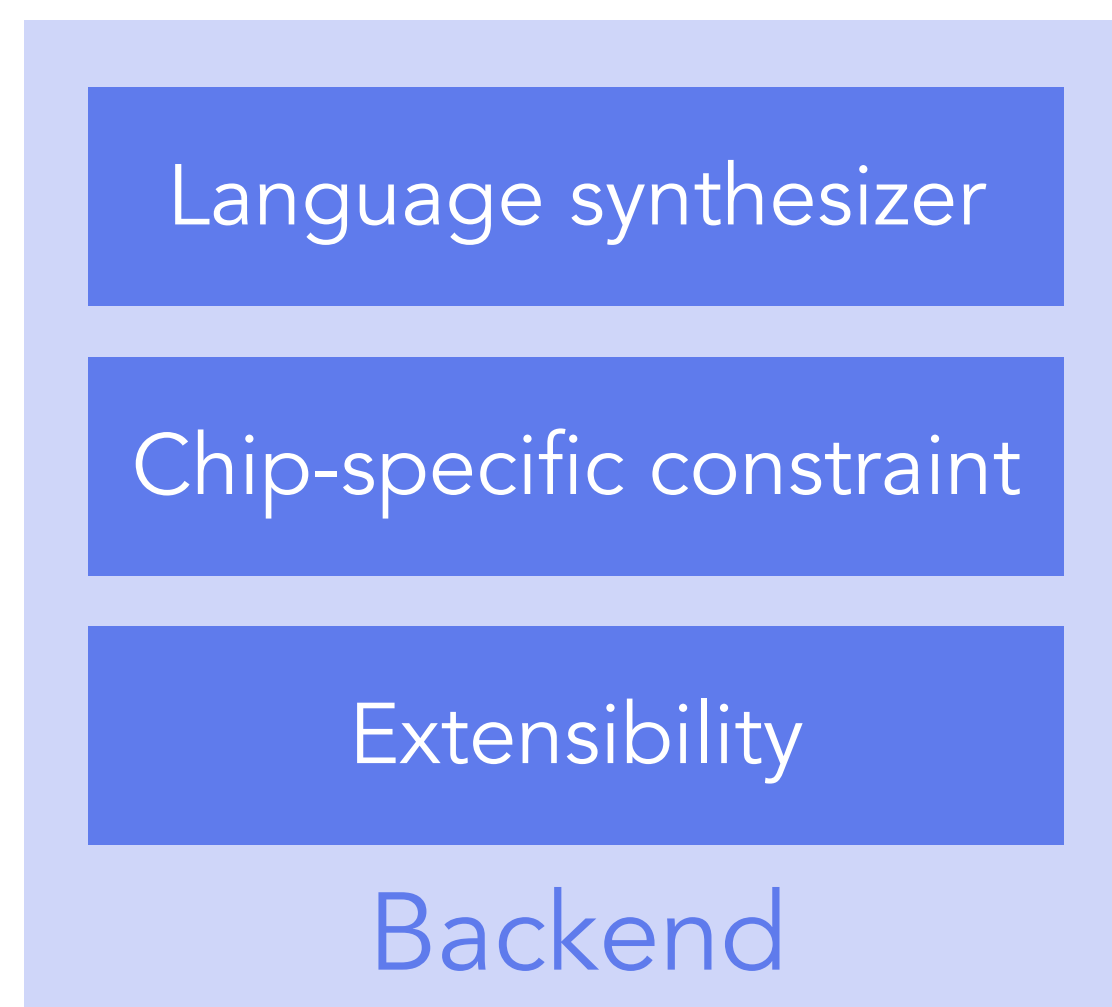 Language synthesizer
Chip-specific constraint
Extensibility
Backend